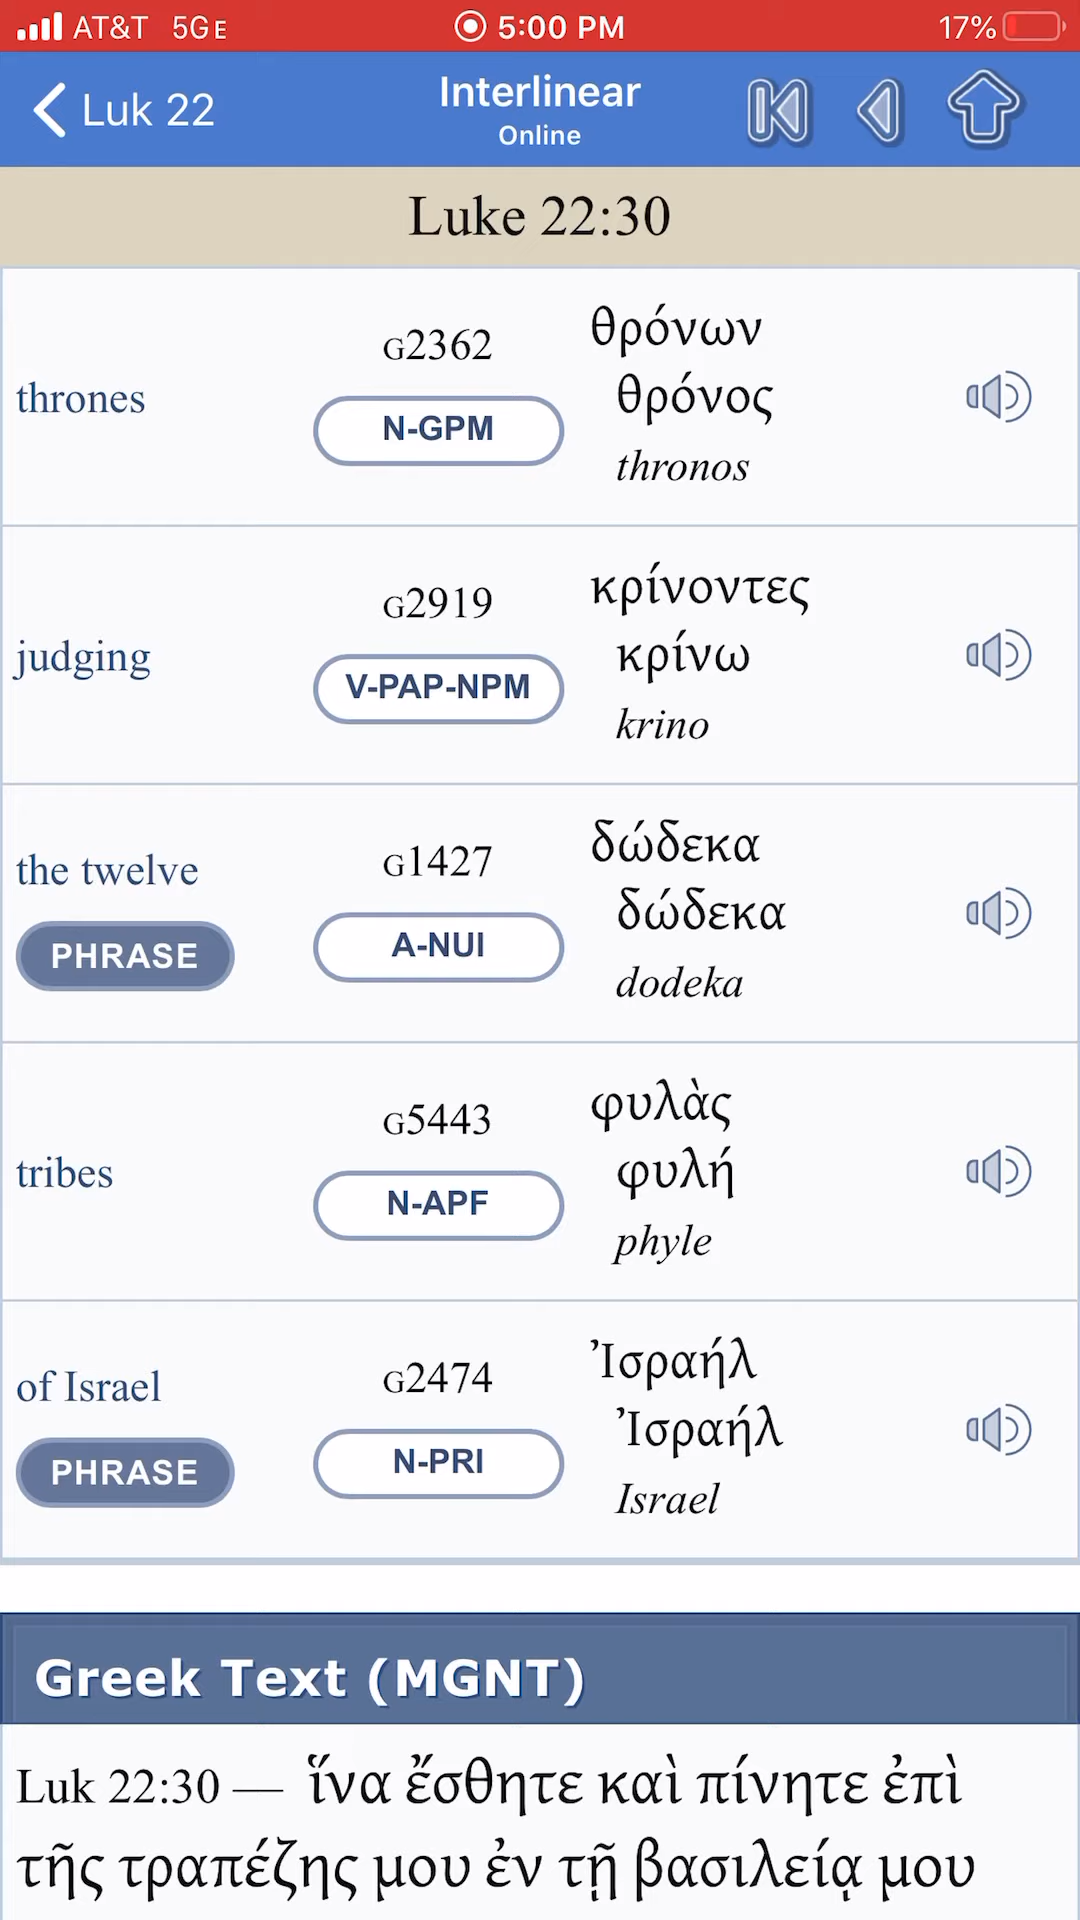 AT&T 5GE 5:00 PM 17%
Luk 22 Interlinear
Online
Luke 22:30
thrones G2362 θρόνων
N-GPM θρόνος
thronos
judging G2919 κρίνοντες
V-PAP-NPM κρίνω
krino
the twelve G1427 δώδεκα
PHRASE A-NUI δώδεκα
dodeka
tribes G5443 φυλὰς
N-APF φυλή
phyle
of Israel G2474 Ἰσραήλ
PHRASE N-PRI Ἰσραήλ
Israel
Greek Text (MGNT)
Luk 22:30 — ἵνα ἔσθητε καὶ πίνητε ἐπὶ
τῆς τραπέζης μου ἐν τῇ βασιλείᾳ μου